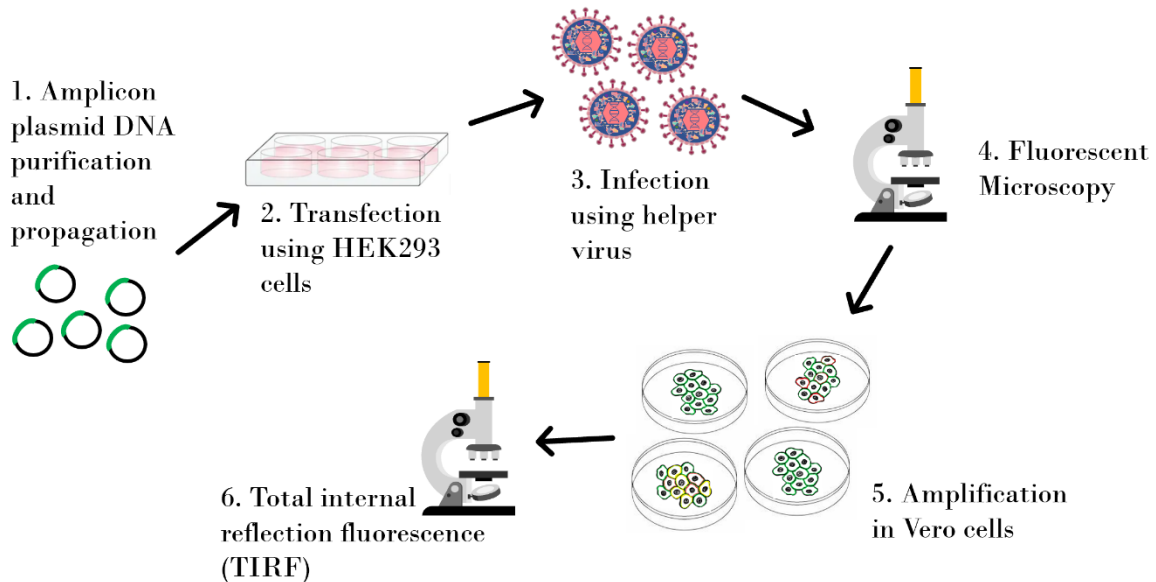 1. Amplicon
plasmid DNA
purification
and
propagation
2. Transfection
using HEK293
cells
3. Infection
using helper
virus
4. Fluorescent
Microscopy
5. Amplification
in Vero cells
6. Total internal
reflection fluorescence
(TIRF)